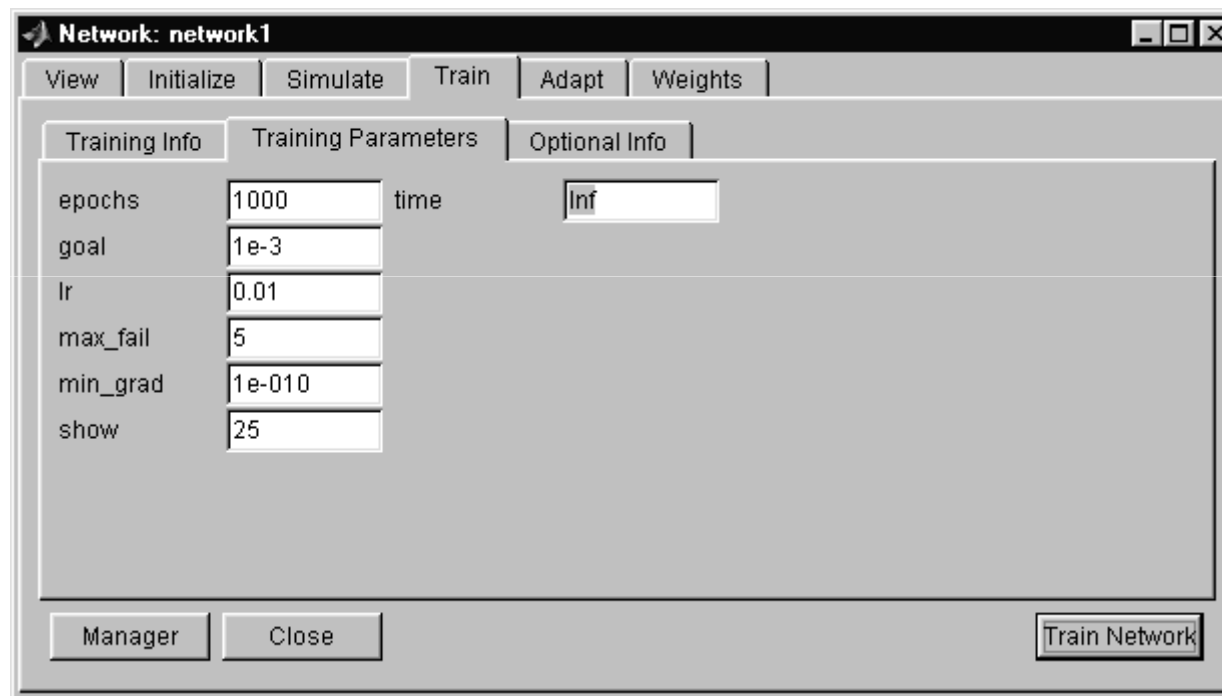 Network: network1
View Initialize Simulate Train Adapt Weights
Training Info Training Parameters Optional Info
epochs 1000 time Inf
goal 1e-3
lr 0.01
max_fail 5
min_grad 1e-010
show 25
Manager Close Train Network